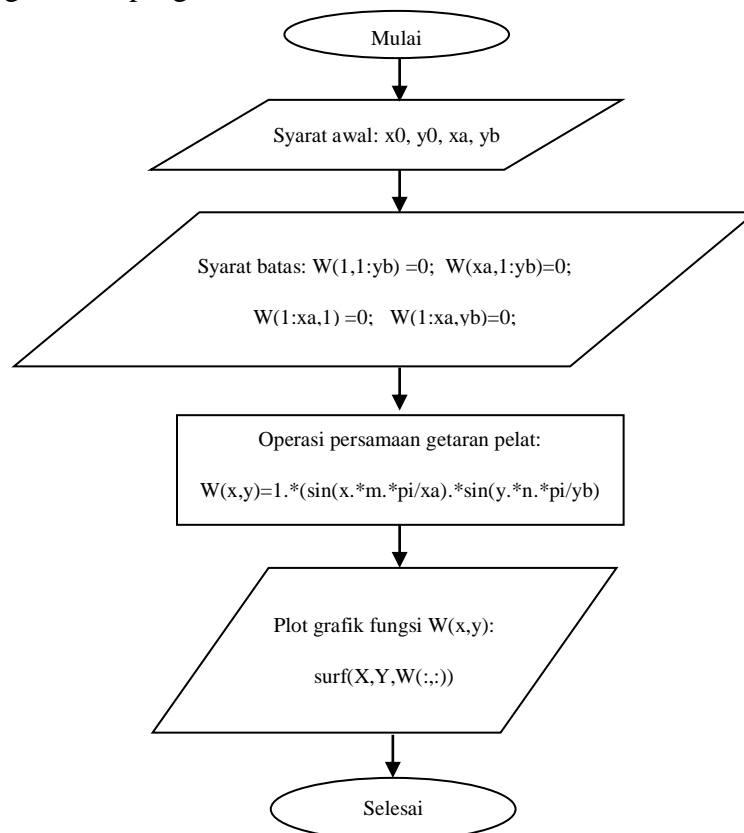 Mulai
Syarat awal: x0, y0, xa, yb
Syarat batas: W(1,1:yb) =0; W(xa,1:yb)=0;
W(1:xa,1) =0; W(1:xa,yb)=0;
Operasi persamaan getaran pelat:
W(x,y)=1.*(sin(x.*m.*pi/xa).*sin(y.*n.*pi/yb)
Plot grafik fungsi W(x,y):
surf(X,Y,W(:,:))
Selesai